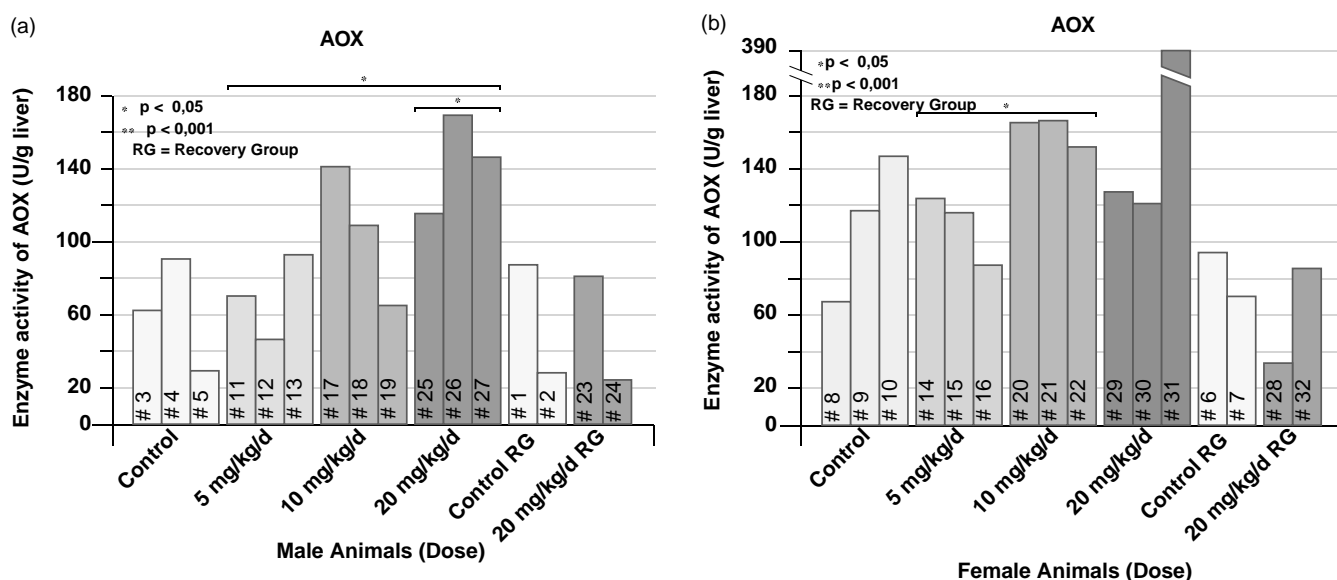 (a)
AOX
Enzyme activity of AOX (U/g liver)
180
140
100
60
20
0
*
*
* p < 0,05
** p < 0,001
RG = Recovery Group
# 3
# 4
# 5
# 11
# 12
# 13
# 17
# 18
# 19
# 25
# 26
# 27
# 1
# 2
# 23
# 24
Control
5 mg/kg/d
10 mg/kg/d
20 mg/kg/d
Control RG
20 mg/kg/d RG
Male Animals (Dose)
(b)
AOX
Enzyme activity of AOX (U/g liver)
390
180
140
100
60
20
0
*p < 0,05
**p < 0,001
RG = Recovery Group
*
# 8
# 9
# 10
# 14
# 15
# 16
# 20
# 21
# 22
# 29
# 30
# 31
# 6
# 7
# 28
# 32
Control
5 mg/kg/d
10 mg/kg/d
20 mg/kg/d
Control RG
20 mg/kg/d RG
Female Animals (Dose)